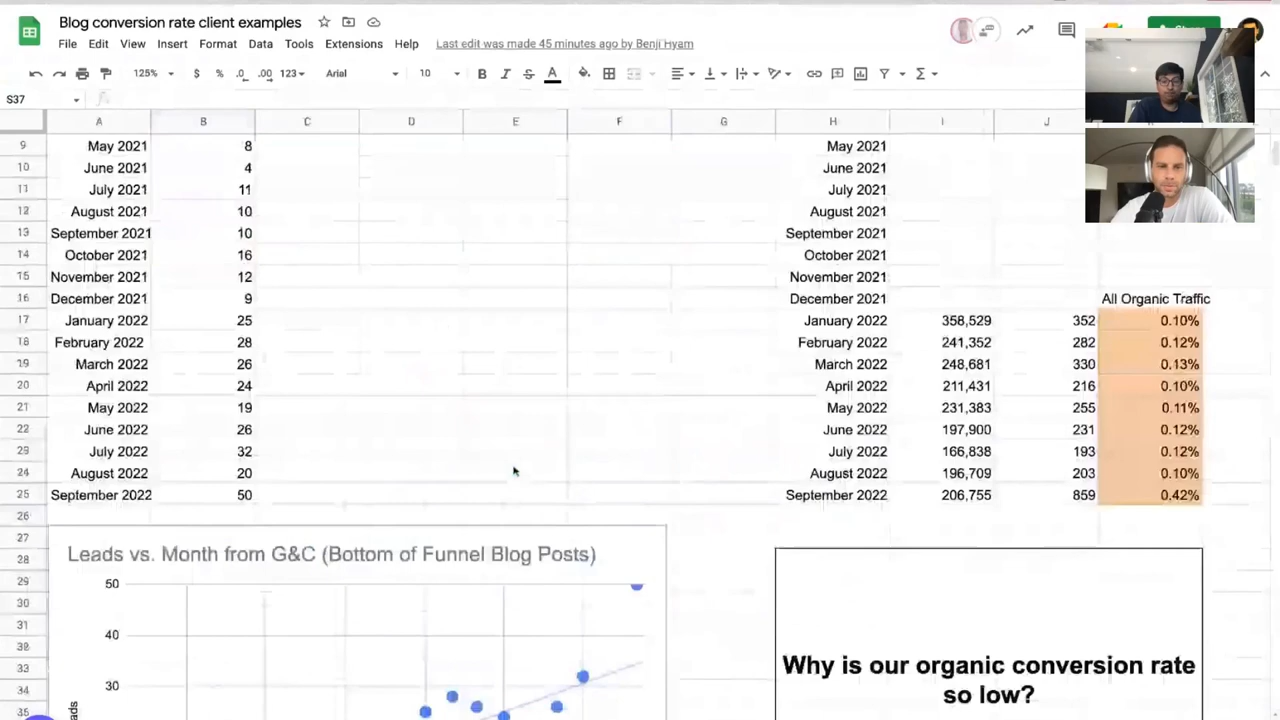 Blog conversion rate client examples
File Edit View Insert Format Data Tools Extensions Help Last edit was made 45 minutes ago by Benji Hyam
125% $ % .0 .00 123 Arial 10 B I S A
S37 fx
A B C D E F G H I J
9 May 2021 8 May 2021
10 June 2021 4 June 2021
11 July 2021 11 July 2021
12 August 2021 10 August 2021
13 September 2021 10 September 2021
14 October 2021 16 October 2021
15 November 2021 12 November 2021
16 December 2021 9 December 2021 All Organic Traffic
17 January 2022 25 January 2022 358,529 352 0.10%
18 February 2022 28 February 2022 241,352 282 0.12%
19 March 2022 26 March 2022 248,681 330 0.13%
20 April 2022 24 April 2022 211,431 216 0.10%
21 May 2022 19 May 2022 231,383 255 0.11%
22 June 2022 26 June 2022 197,900 231 0.12%
23 July 2022 32 July 2022 166,838 193 0.12%
24 August 2022 20 August 2022 196,709 203 0.10%
25 September 2022 50 September 2022 206,755 859 0.42%
26
27
28 Leads vs. Month from G&C (Bottom of Funnel Blog Posts)
29 50
30
31
32 40
33 Why is our organic conversion rate
34 30 so low?
35